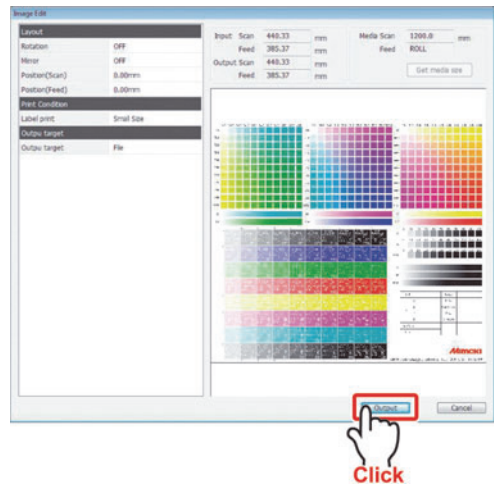 Image Edit
Layout
Rotation OFF
Mirror OFF
Position(Scan) 0.00mm
Position(Feed) 0.00mm
Print Condition
Label print Small Size
Outpu target
Outpu target File
Input Scan 440.33 mm
Feed 385.37 mm
Output Scan 440.33 mm
Feed 385.37 mm
Media Scan 1200.0 mm
Feed ROLL
Get media size
Mimaki
Output
Cancel
Click